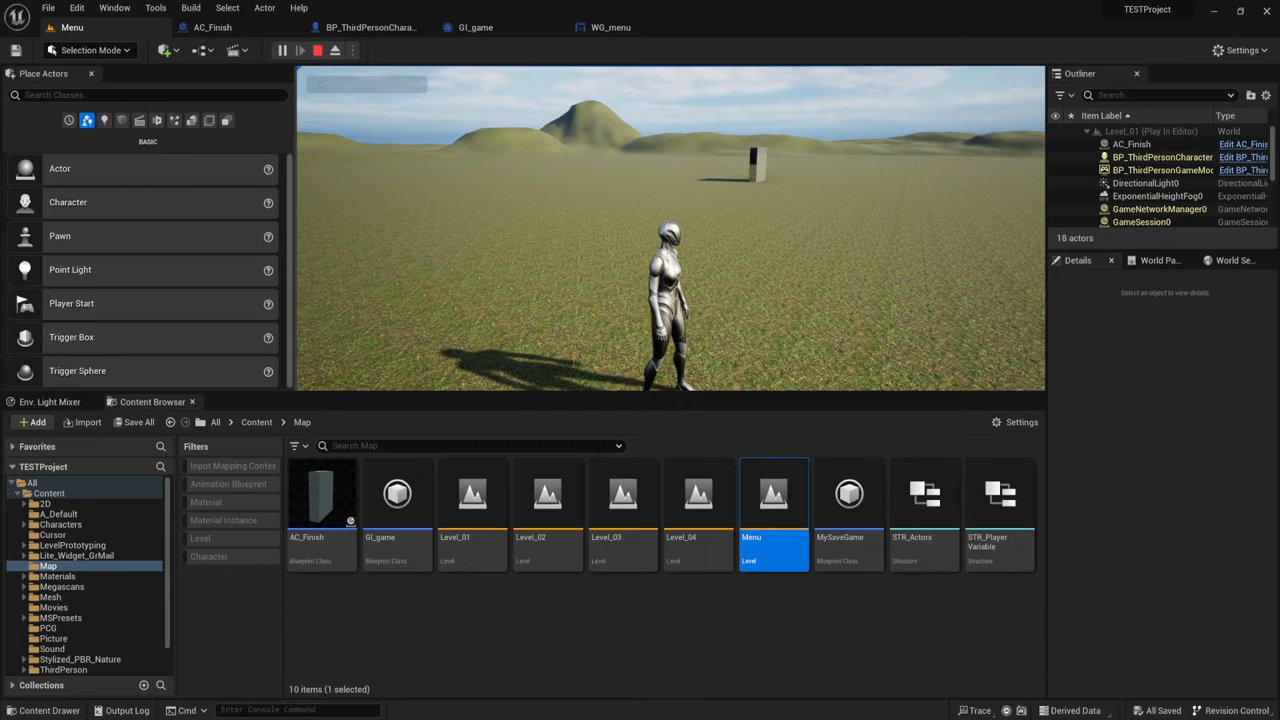 File Edit Window Tools Build Select Actor Help
TESTProject
Menu
AC_Finish
BP_ThirdPersonChara...
GI_game
WG_menu
Selection Mode
Settings
Place Actors
Search Classes
BASIC
Actor
Character
Pawn
Point Light
Player Start
Trigger Box
Trigger Sphere
Outliner
Search...
Item Label Type
Level_01 (Play In Editor) World
AC_Finish Edit AC_Finis
BP_ThirdPersonCharacter Edit BP_Thir
BP_ThirdPersonGameMod Edit BP_Thir
DirectionalLight0 DirectionalL
ExponentialHeightFog0 Exponential
GameNetworkManager0 GameNetwor
GameSession0 GameSessio
18 actors
Details
World Pa...
World Se...
Select an object to view details.
Env. Light Mixer
Content Browser
Add
Import
Save All
All
Content
Map
Settings
Favorites
TESTProject
All
Content
2D
A_Default
Characters
Cursor
LevelPrototyping
Lite_Widget_GrMail
Map
Materials
Megascans
Mesh
Movies
MSPresets
PCG
Picture
Sound
Stylized_PBR_Nature
ThirdPerson
Collections
Filters
Input Mapping Contex
Animation Blueprint
Material
Material Instance
Level
Character
Search Map
AC_Finish
Blueprint Class
GI_game
Blueprint Class
Level_01
Level
Level_02
Level
Level_03
Level
Level_04
Level
Menu
Level
MySaveGame
Blueprint Class
STR_Actors
Structure
STR_Player
Variable
Structure
10 items (1 selected)
Content Drawer
Output Log
Cmd
Enter Console Command
Trace
Derived Data
All Saved
Revision Control